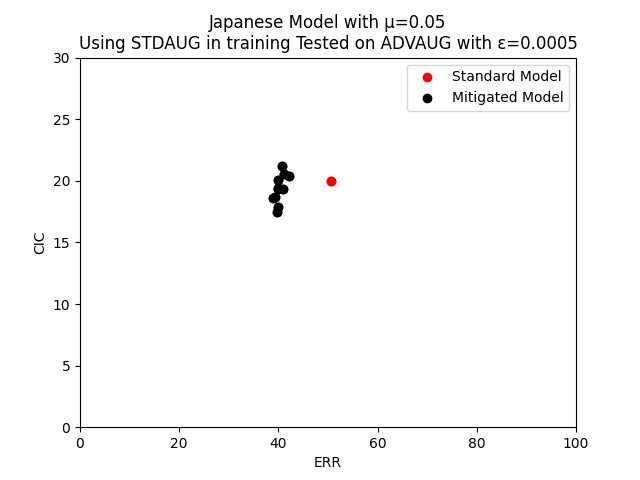 Japanese Model with μ=0.05
Using STDAUG in training Tested on ADVAUG with ε=0.0005
30
Standard Model
Mitigated Model
25
20
15
10
5
0
CIC
0 20 40 60 80 100
ERR